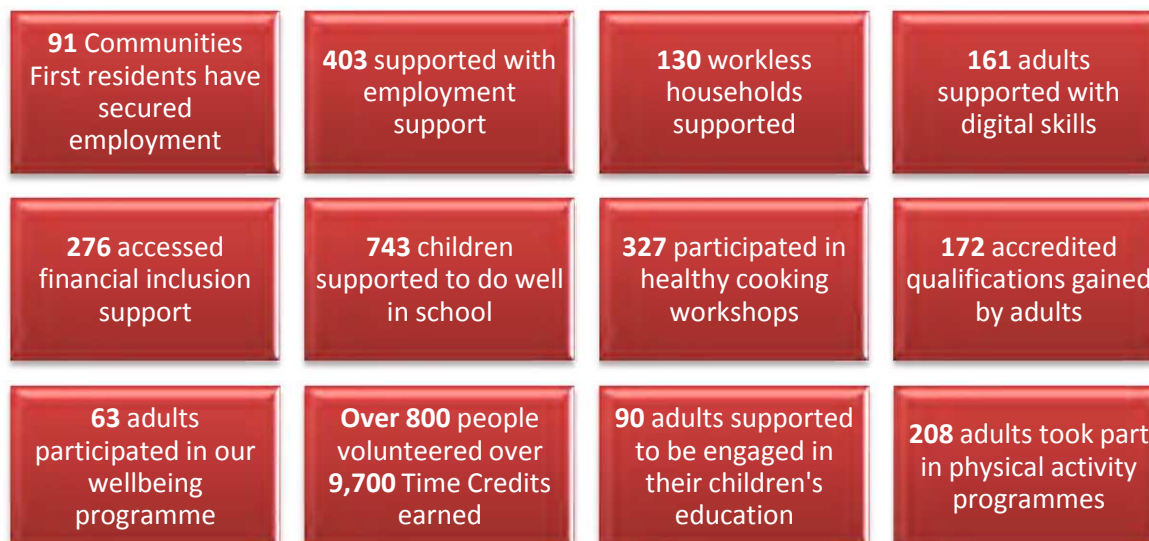 91 Communities
First residents have
secured
employment
403 supported with
employment
support
130 workless
households
supported
161 adults
supported with
digital skills
276 accessed
financial inclusion
support
743 children
supported to do well
in school
327 participated in
healthy cooking
workshops
172 accredited
qualifications gained
by adults
63 adults
participated in our
wellbeing
programme
Over 800 people
volunteered over
9,700 Time Credits
earned
90 adults supported
to be engaged in
their children's
education
208 adults took part
in physical activity
programmes